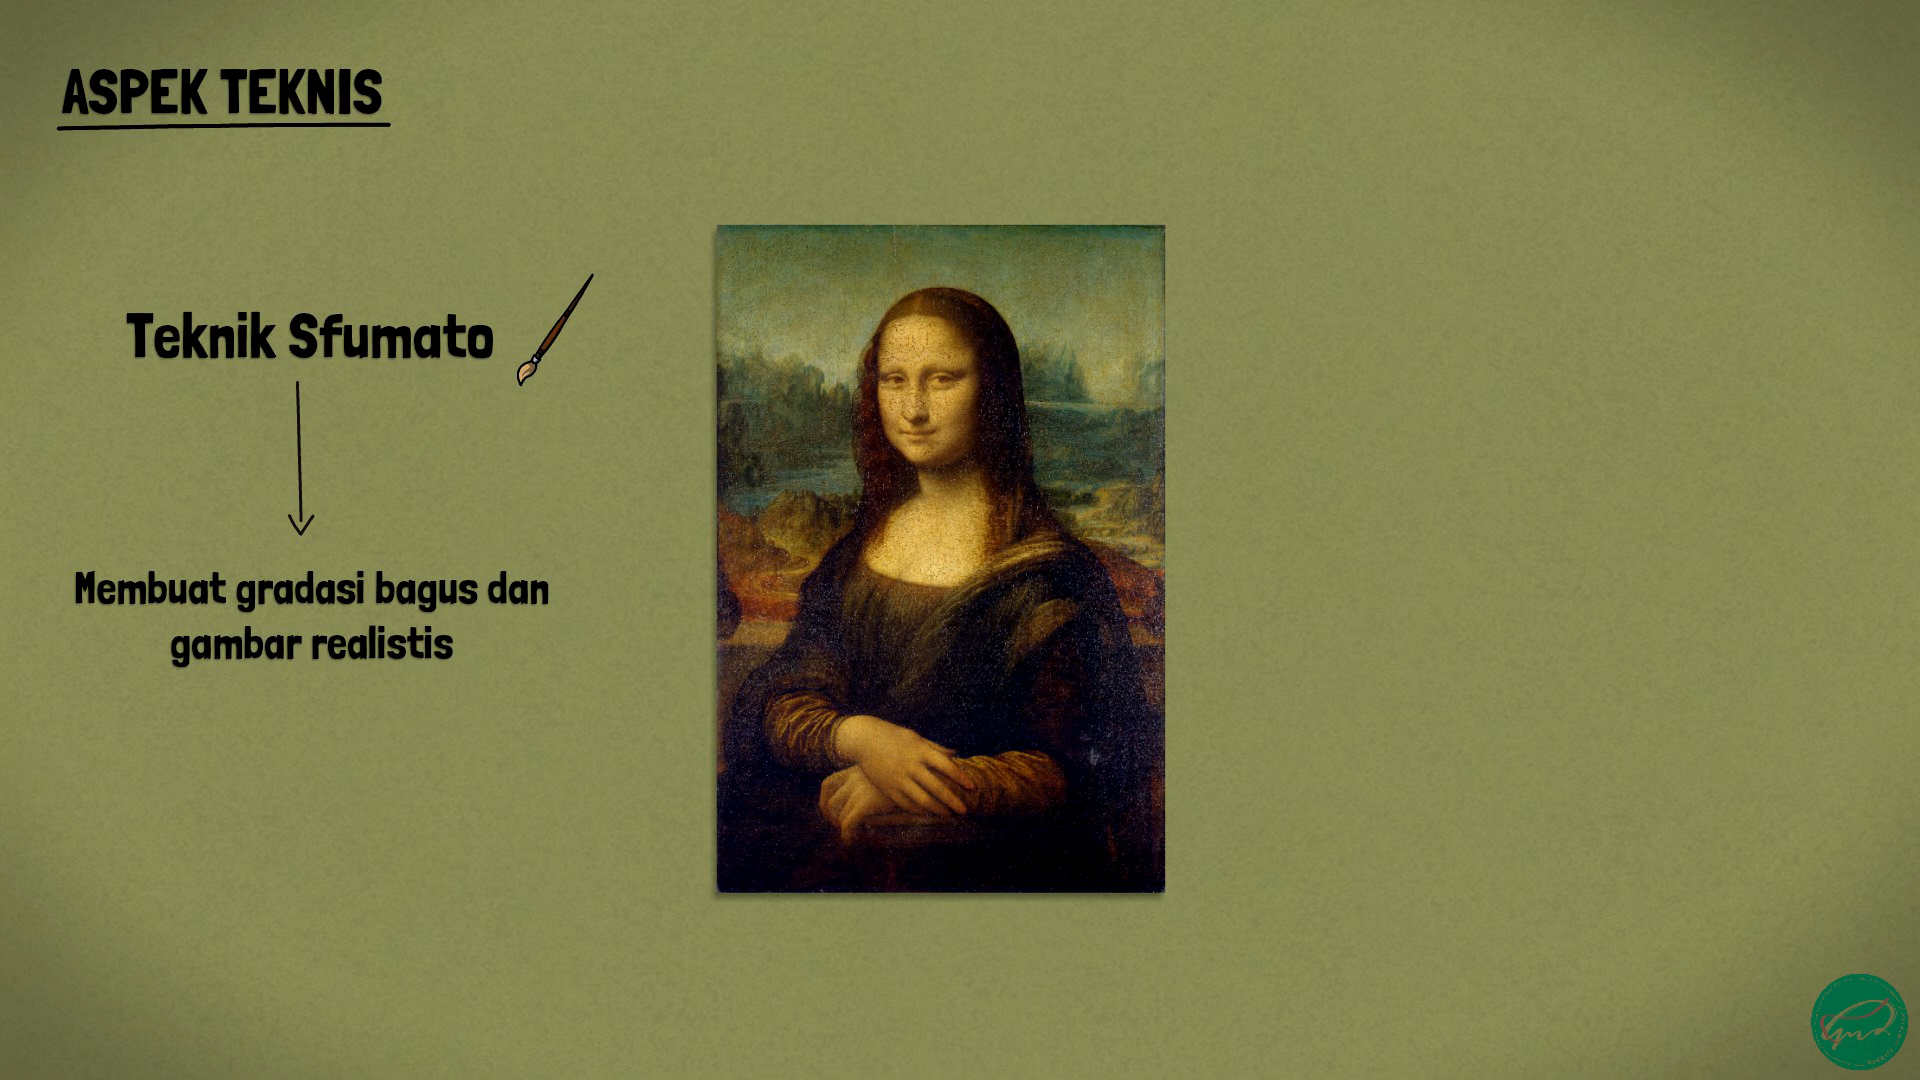 ASPEK TEKNIS
Teknik Sfumato
Membuat gradasi bagus dan
gambar realistis